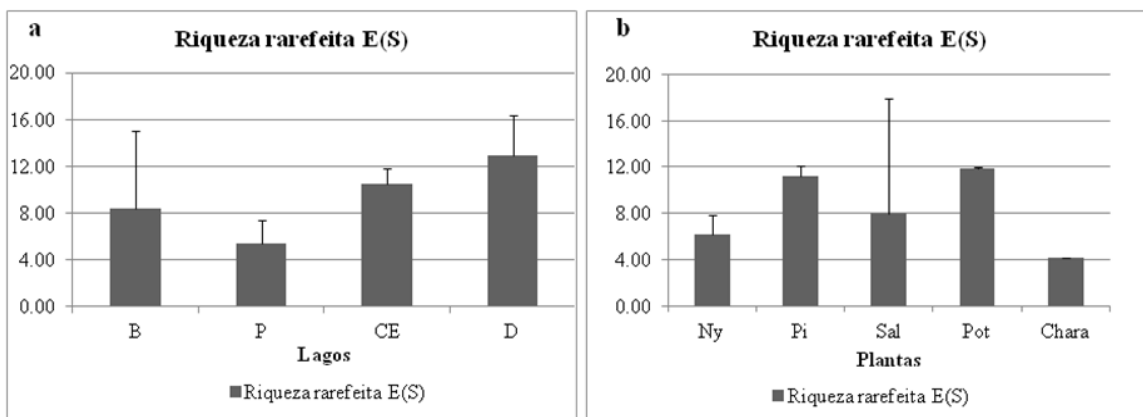 a
Riqueza rarefeita E(S)
20.00
16.00
12.00
8.00
4.00
0.00
B P CE D
Lagos
Riqueza rarefeita E(S)
b
Riqueza rarefeita E(S)
20.00
16.00
12.00
8.00
4.00
0.00
Ny Pi Sal Pot Chara
Plantas
Riqueza rarefeita E(S)